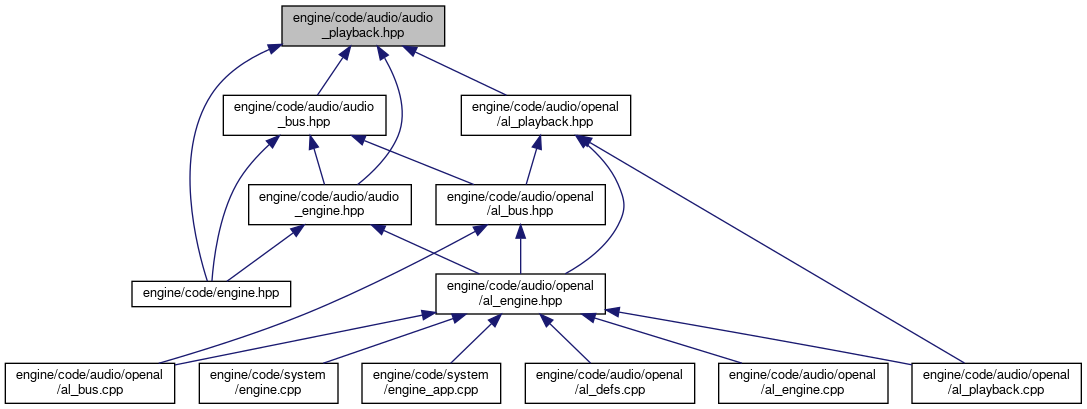 engine/code/audio/audio
_playback.hpp
engine/code/audio/audio
_bus.hpp
engine/code/audio/openal
/al_playback.hpp
engine/code/audio/audio
_engine.hpp
engine/code/audio/openal
/al_bus.hpp
engine/code/engine.hpp
engine/code/audio/openal
/al_engine.hpp
engine/code/audio/openal
/al_bus.cpp
engine/code/system
/engine.cpp
engine/code/system
/engine_app.cpp
engine/code/audio/openal
/al_defs.cpp
engine/code/audio/openal
/al_engine.cpp
engine/code/audio/openal
/al_playback.cpp